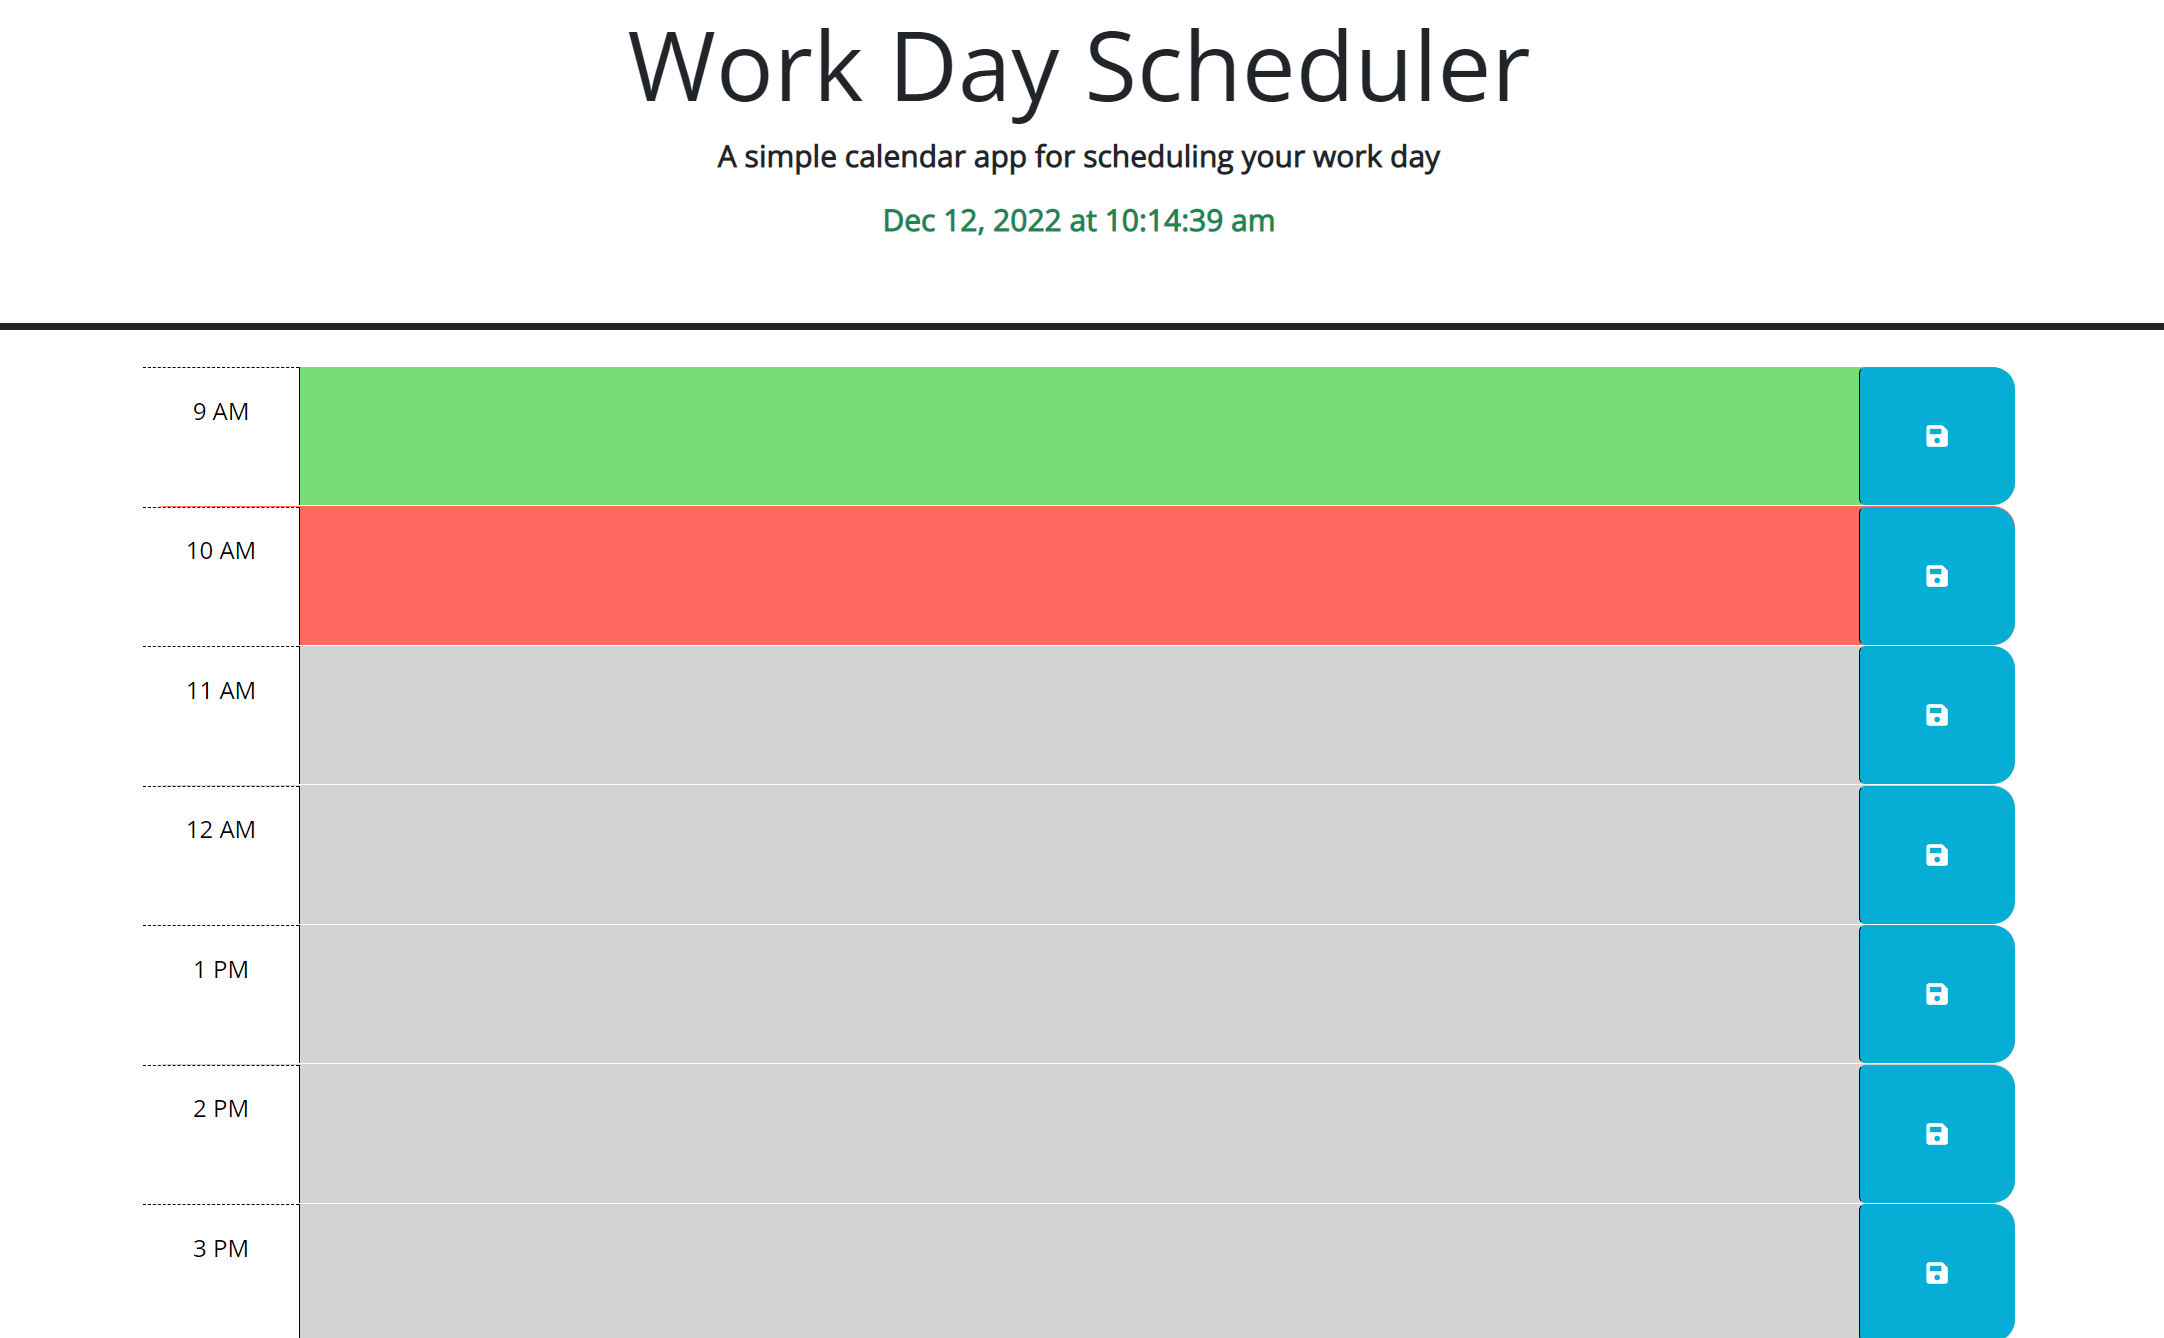 Work Day Scheduler
A simple calendar app for scheduling your work day
Dec 12, 2022 at 10:14:39 am
9 AM
10 AM
11 AM
12 AM
1 PM
2 PM
3 PM